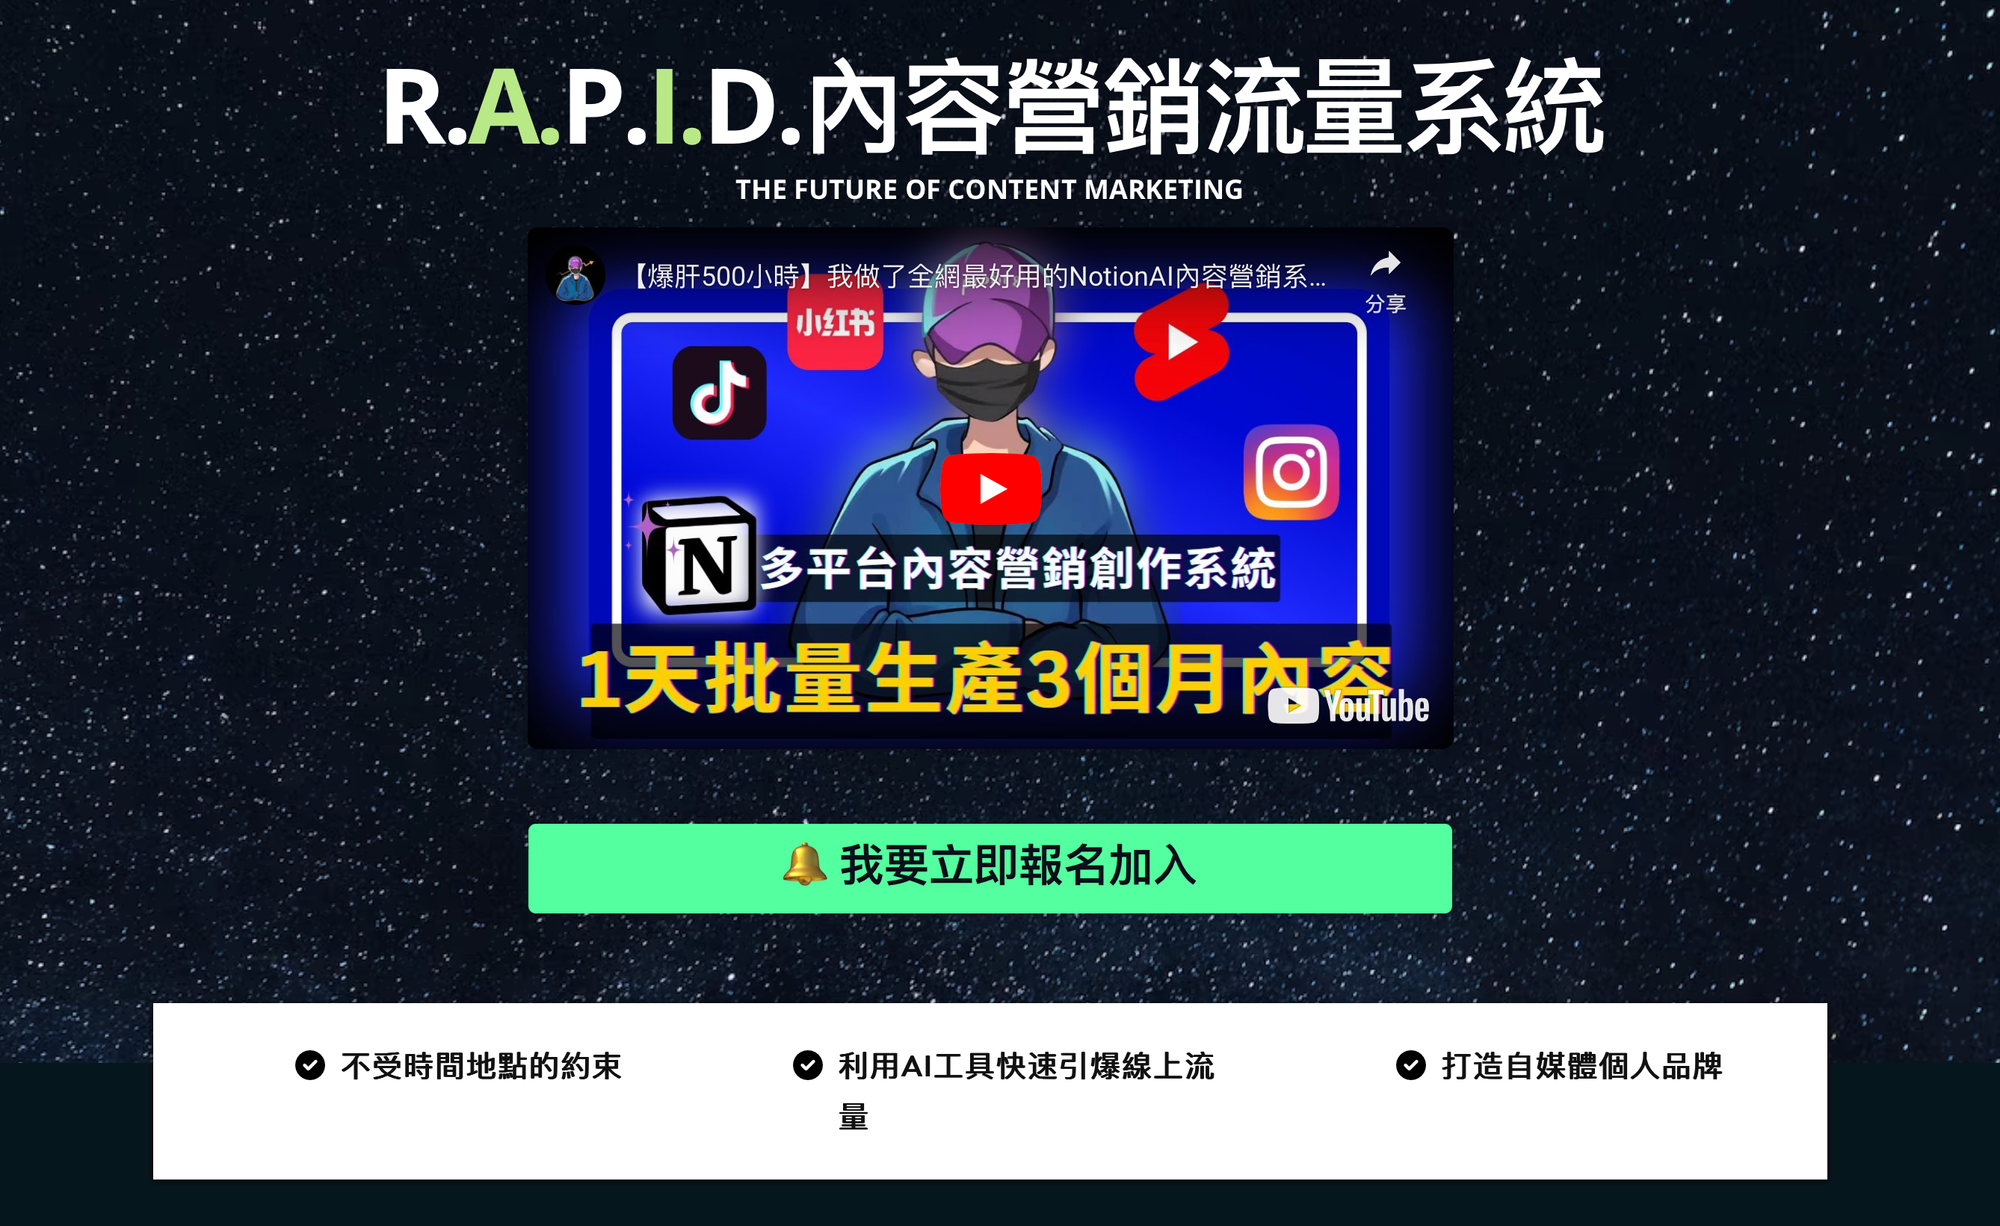 R.A.P.I.D.內容營銷流量系統
THE FUTURE OF CONTENT MARKETING
【爆肝500小時】我做了全網最好用的NotionAI內容營銷系...
分享
小红书
N
多平台內容營銷創作系統
1天批量生產3個月內容
YouTube
🔔 我要立即報名加入
不受時間地點的約束
利用AI工具快速引爆線上流
量
打造自媒體個人品牌